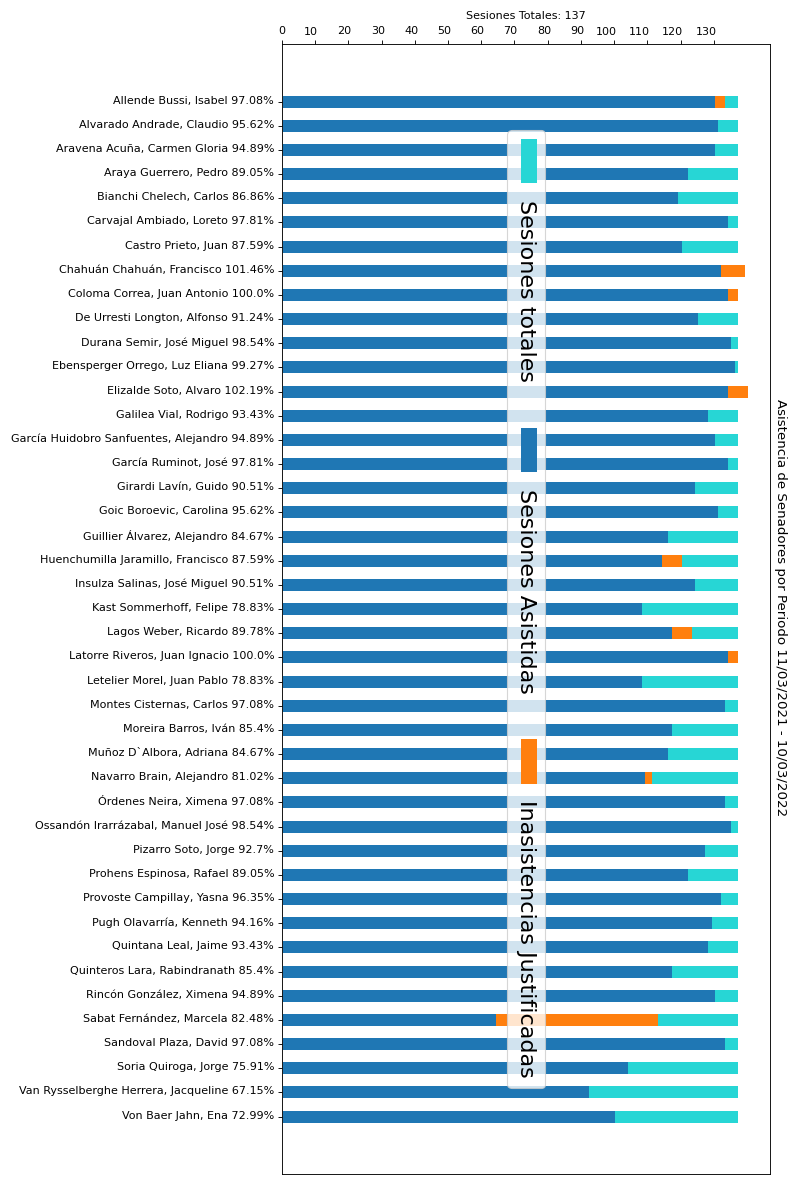 Sesiones Totales: 137
0 10 20 30 40 50 60 70 80 90 100 110 120 130
Allende Bussi, Isabel 97.08%
Alvarado Andrade, Claudio 95.62%
Aravena Acuña, Carmen Gloria 94.89%
Araya Guerrero, Pedro 89.05%
Bianchi Chelech, Carlos 86.86%
Carvajal Ambiado, Loreto 97.81%
Castro Prieto, Juan 87.59%
Chahuán Chahuán, Francisco 101.46%
Coloma Correa, Juan Antonio 100.0%
De Urresti Longton, Alfonso 91.24%
Durana Semir, José Miguel 98.54%
Ebensperger Orrego, Luz Eliana 99.27%
Elizalde Soto, Alvaro 102.19%
Galilea Vial, Rodrigo 93.43%
García Huidobro Sanfuentes, Alejandro 94.89%
García Ruminot, José 97.81%
Girardi Lavín, Guido 90.51%
Goic Boroevic, Carolina 95.62%
Guillier Álvarez, Alejandro 84.67%
Huenchumilla Jaramillo, Francisco 87.59%
Insulza Salinas, José Miguel 90.51%
Kast Sommerhoff, Felipe 78.83%
Lagos Weber, Ricardo 89.78%
Latorre Riveros, Juan Ignacio 100.0%
Letelier Morel, Juan Pablo 78.83%
Montes Cisternas, Carlos 97.08%
Moreira Barros, Iván 85.4%
Muñoz D`Albora, Adriana 84.67%
Navarro Brain, Alejandro 81.02%
Órdenes Neira, Ximena 97.08%
Ossandón Irarrázabal, Manuel José 98.54%
Pizarro Soto, Jorge 92.7%
Prohens Espinosa, Rafael 89.05%
Provoste Campillay, Yasna 96.35%
Pugh Olavarría, Kenneth 94.16%
Quintana Leal, Jaime 93.43%
Quinteros Lara, Rabindranath 85.4%
Rincón González, Ximena 94.89%
Sabat Fernández, Marcela 82.48%
Sandoval Plaza, David 97.08%
Soria Quiroga, Jorge 75.91%
Van Rysselberghe Herrera, Jacqueline 67.15%
Von Baer Jahn, Ena 72.99%
Sesiones totales
Sesiones Asistidas
Inasistencias Justificadas
Asistencia de Senadores por Periodo 11/03/2021 - 10/03/2022